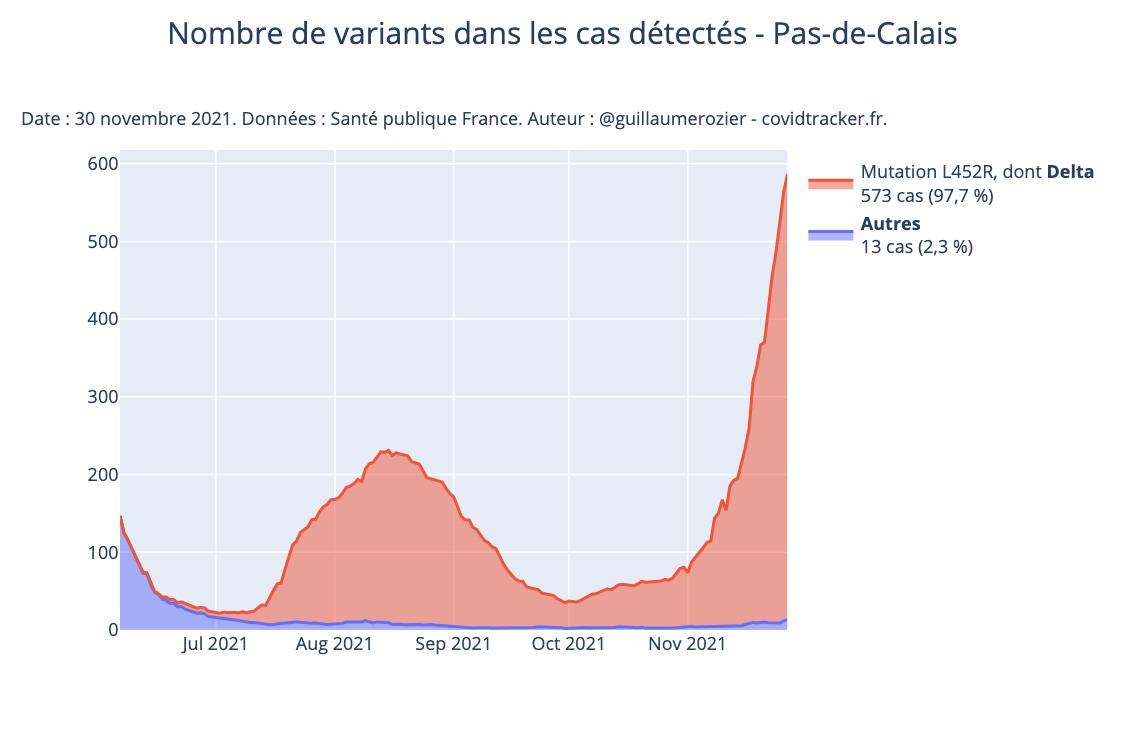 Nombre de variants dans les cas détectés - Pas-de-Calais
Date : 30 novembre 2021. Données : Santé publique France. Auteur : @guillaumerozier - covidtracker.fr.
600
500
400
300
200
100
0
Jul 2021
Aug 2021
Sep 2021
Oct 2021
Nov 2021
Mutation L452R, dont Delta
573 cas (97,7 %)
Autres
13 cas (2,3 %)